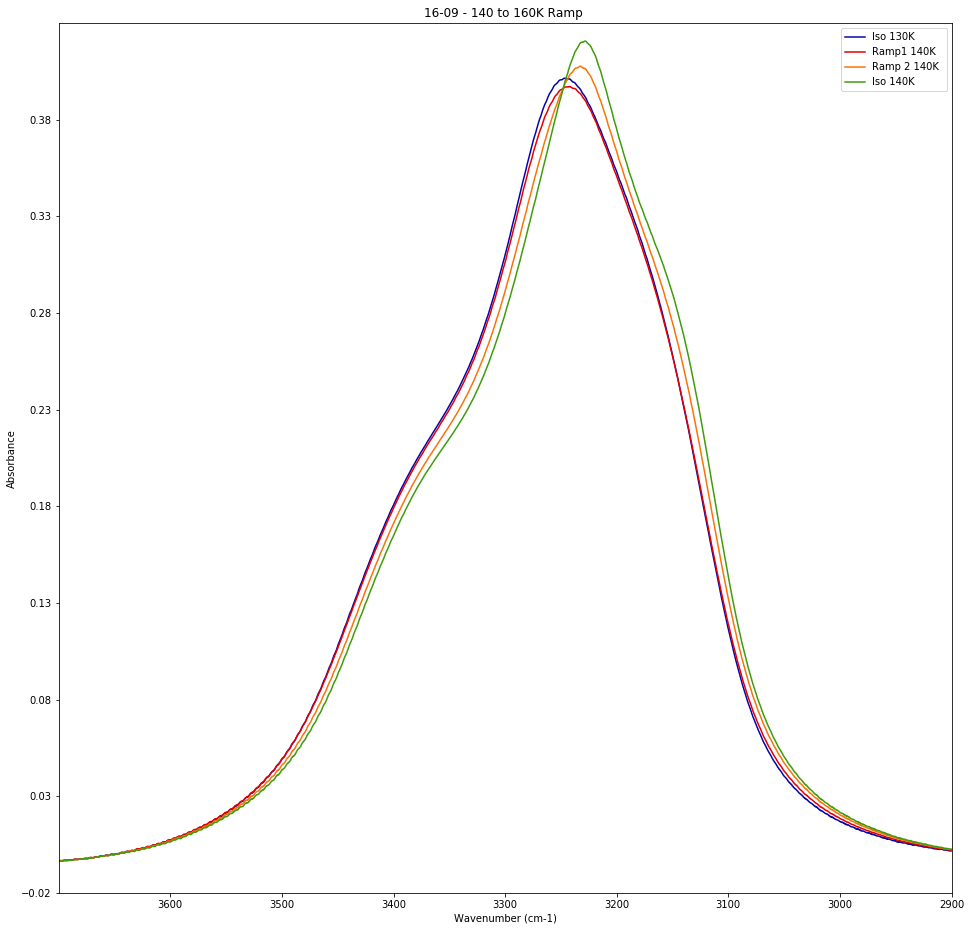 16-09 - 140 to 160K Ramp
Iso 130K
Ramp1 140K
Ramp 2 140K
Iso 140K
0.38
0.33
0.28
0.23
0.18
0.13
0.08
0.03
−0.02
Absorbance
3600 3500 3400 3300 3200 3100 3000 2900
Wavenumber (cm-1)